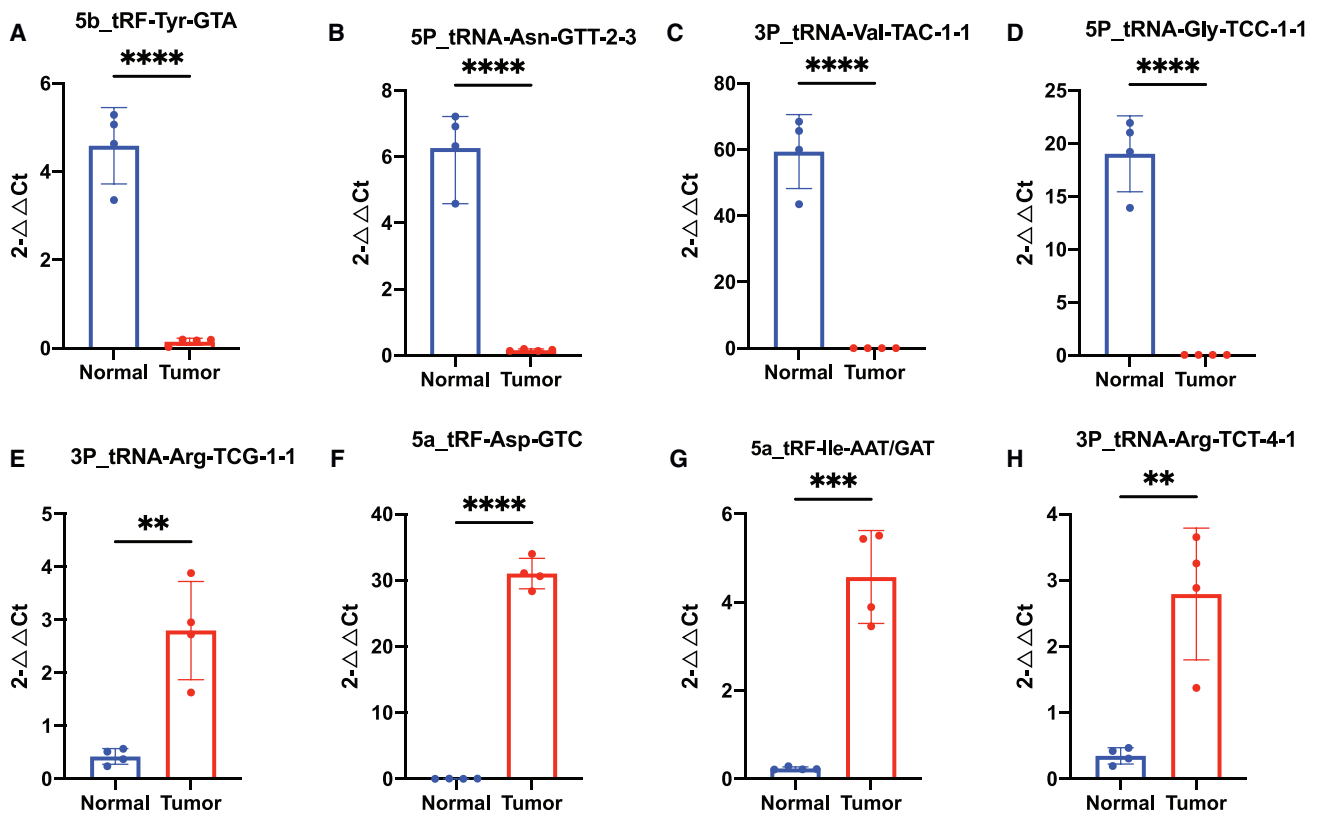 A
5b_tRF-Tyr-GTA
****
2-△△Ct
6
4
2
0
Normal Tumor
B
5P_tRNA-Asn-GTT-2-3
****
2-△△Ct
8
6
4
2
0
Normal Tumor
C
3P_tRNA-Val-TAC-1-1
****
2-△△Ct
80
60
40
20
0
Normal Tumor
D
5P_tRNA-Gly-TCC-1-1
****
2-△△Ct
25
20
15
10
5
0
Normal Tumor
E
3P_tRNA-Arg-TCG-1-1
**
2-△△Ct
5
4
3
2
1
0
Normal Tumor
F
5a_tRF-Asp-GTC
****
2-△△Ct
40
30
20
10
0
Normal Tumor
G
5a_tRF-Ile-AAT/GAT
***
2-△△Ct
6
4
2
0
Normal Tumor
H
3P_tRNA-Arg-TCT-4-1
**
2-△△Ct
4
3
2
1
0
Normal Tumor